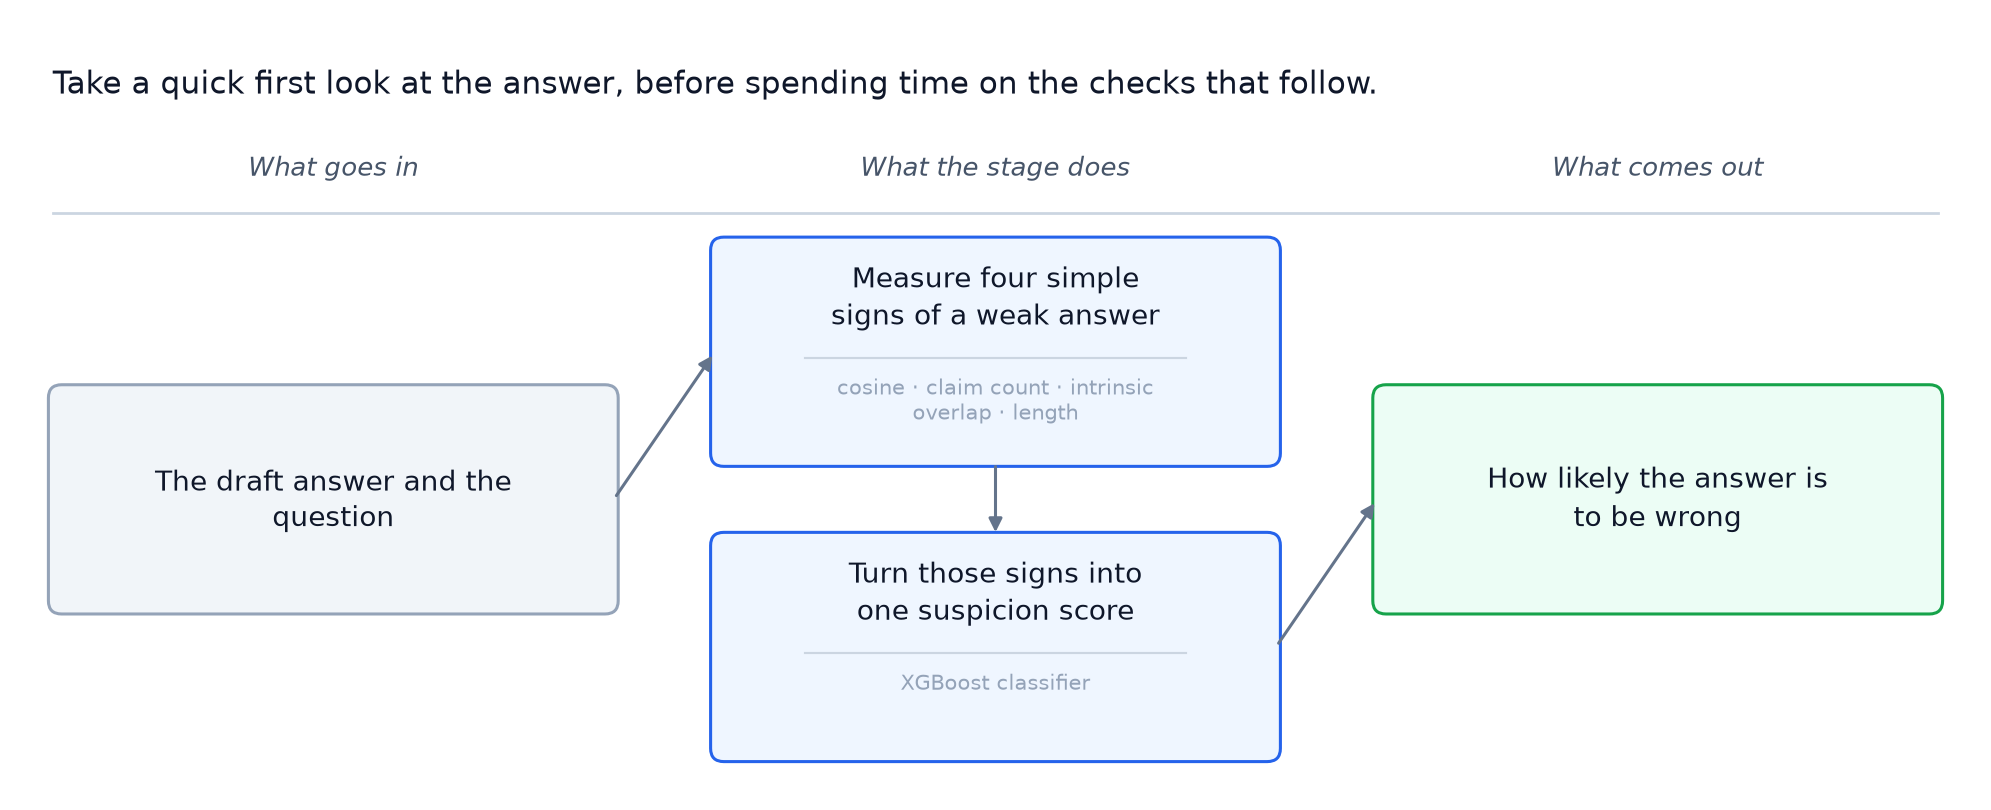 Take a quick first look at the answer, before spending time on the checks that follow.
What goes in
What the stage does
What comes out
The draft answer and the
question
Measure four simple
signs of a weak answer
cosine · claim count · intrinsic
overlap · length
Turn those signs into
one suspicion score
XGBoost classifier
How likely the answer is
to be wrong